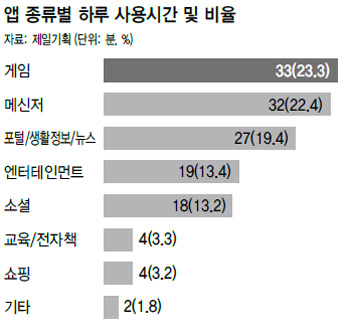 앱 종류별 하루 사용시간 및 비율
자료: 제일기획 (단위: 분, %)
게임 33(23.3)
메신저 32(22.4)
포털/생활정보/뉴스 27(19.4)
엔터테인먼트 19(13.4)
소셜 18(13.2)
교육/전자책 4(3.3)
쇼핑 4(3.2)
기타 2(1.8)